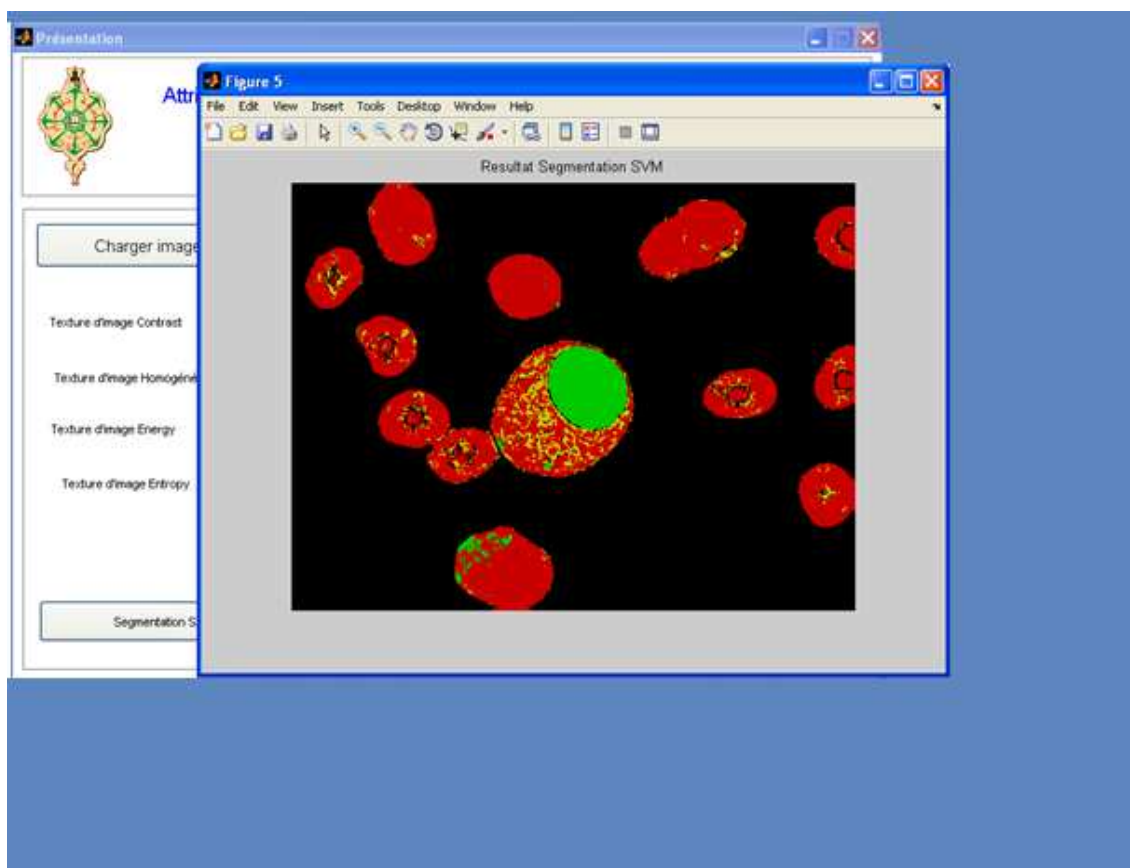 Présentation
Attri
Figure 5
File Edit View Insert Tools Desktop Window Help
Resultat Segmentation SVM
Charger image
Texture d'image Contrast
Texture d'image Homogéné
Texture d'image Energy
Texture d'image Entropy
Segmentation S